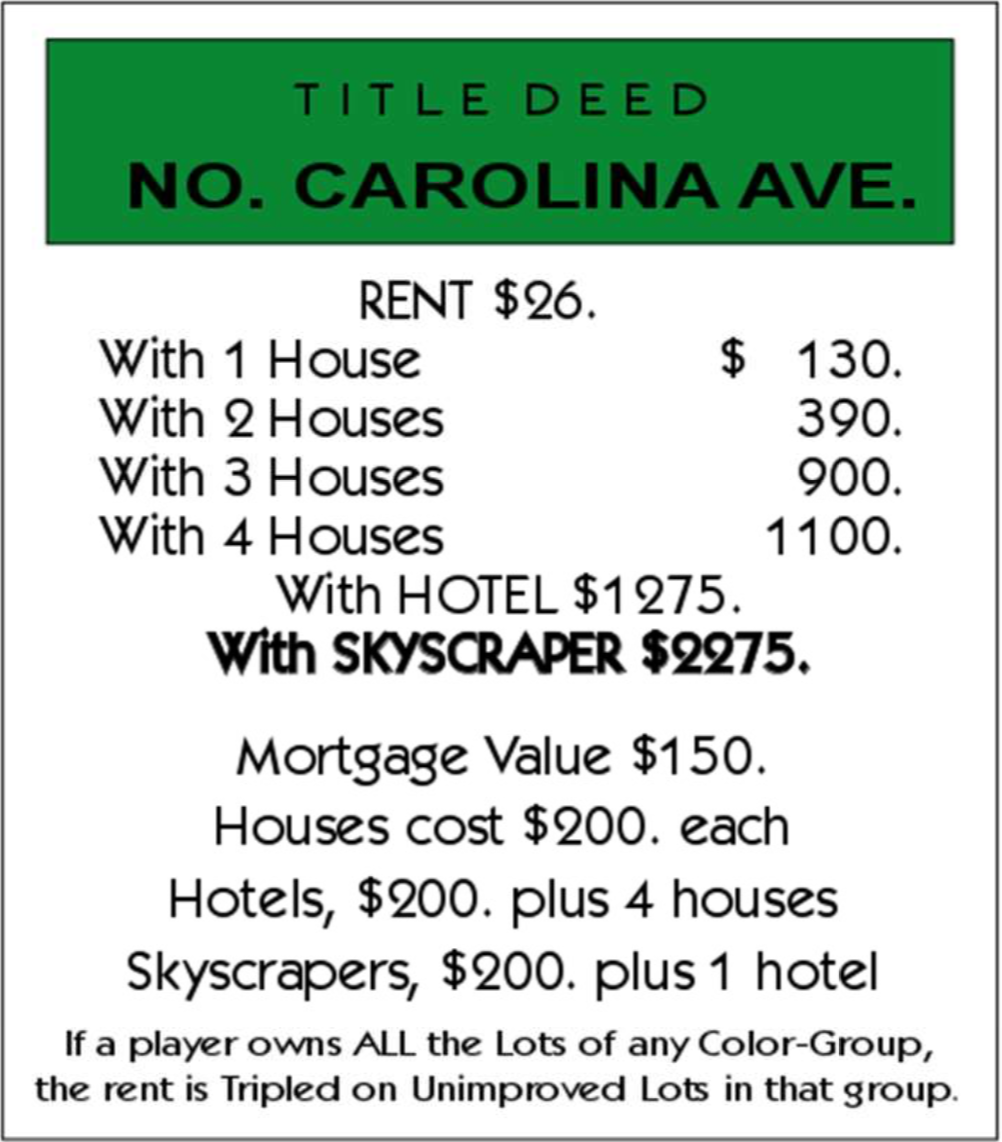 TITLE DEED
NO. CAROLINA AVE.
RENT $26.
With 1 House $ 130.
With 2 Houses 390.
With 3 Houses 900.
With 4 Houses 1100.
With HOTEL $1275.
With SKYSCRAPER $2275.
Mortgage Value $150.
Houses cost $200. each
Hotels, $200. plus 4 houses
Skyscrapers, $200. plus 1 hotel
If a player owns ALL the Lots of any Color-Group,
the rent is Tripled on Unimproved Lots in that group.